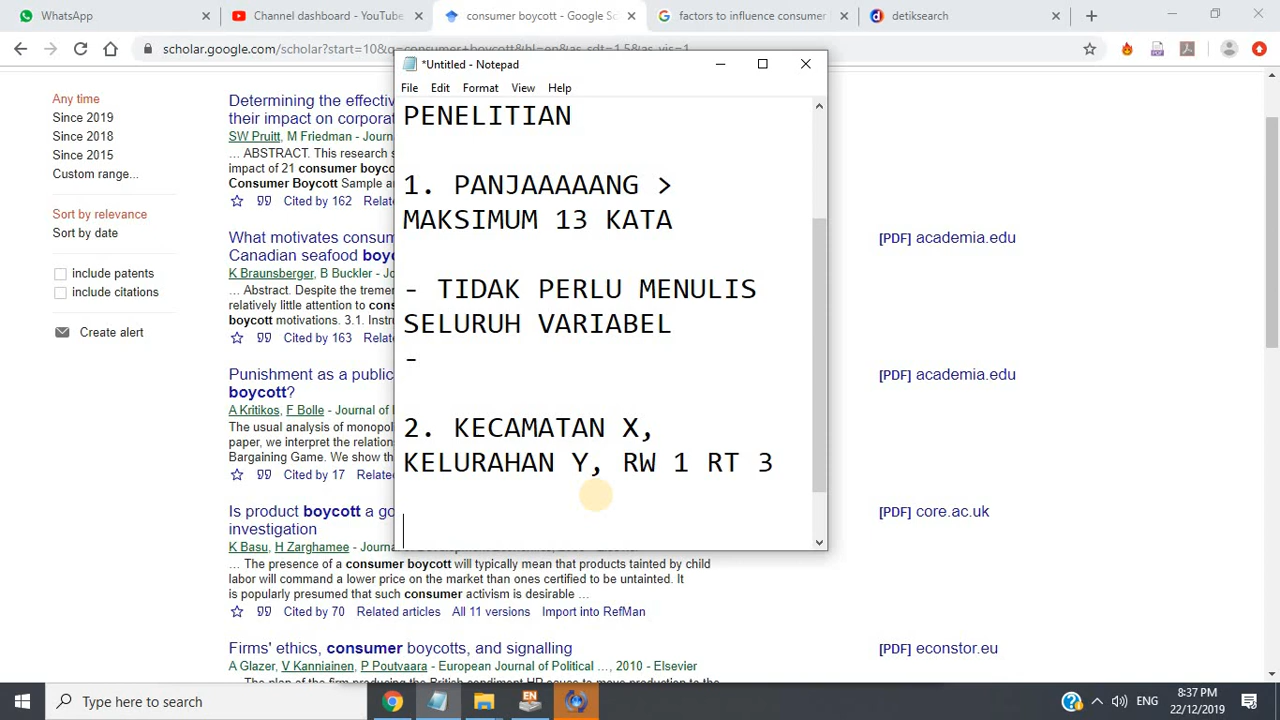 WhatsApp
Channel dashboard - YouTube
consumer boycott - Google Sc
factors to influence consumer
detiksearch
scholar.google.com/scholar?start=10&q=consumer+boycott&hl=en&as_sdt=1,5&as_vis=1
*Untitled - Notepad
File Edit Format View Help
PENELITIAN
1. PANJAAAAANG >
MAKSIMUM 13 KATA
- TIDAK PERLU MENULIS
SELURUH VARIABEL
-
2. KECAMATAN X,
KELURAHAN Y, RW 1 RT 3
Any time
Since 2019
Since 2018
Since 2015
Custom range...
Sort by relevance
Sort by date
include patents
include citations
Create alert
Determining the effective
their impact on corporat
SW Pruitt, M Friedman - Journ
... ABSTRACT. This research s
impact of 21 consumer boyco
Consumer Boycott Sample a
Cited by 162 Relate
What motivates consum
Canadian seafood boy
K Braunsberger, B Buckler - J
... Abstract. Despite the tremen
relatively little attention to cons
boycott motivations. 3.1. Instr
Cited by 163 Relate
[PDF] academia.edu
Punishment as a public
boycott?
A Kritikos, F Bolle - Journal of
The usual analysis of monopol
paper, we interpret the relation
Bargaining Game. We show th
Cited by 17 Related
[PDF] academia.edu
Is product boycott a go
investigation
K Basu, H Zarghamee - Journal of Development Economics,
... The presence of a consumer boycott will typically mean that products tainted by child
labor will command a lower price on the market than ones certified to be untainted. It
is popularly presumed that such consumer activism is desirable ...
Cited by 70 Related articles All 11 versions Import into RefMan
[PDF] core.ac.uk
Firms' ethics, consumer boycotts, and signalling
A Glazer, V Kanniainen, P Poutvaara - European Journal of Political ..., 2010 - Elsevier
[PDF] econstor.eu
Type here to search
EN
ENG
8:37 PM
22/12/2019